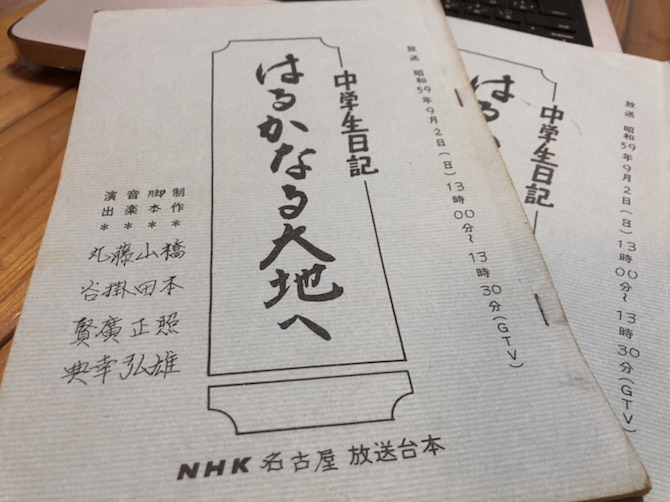 放送 昭和59年9月2日(日)13時00分〜13時30分(GTV)
中学生日記
はるかなる大地へ
制作*橋本照雄
脚本*山田正弘
音楽*藤掛廣幸
演出*丸谷賢典
NHK 名古屋 放送台本
放送 昭和59年9月2日(日)13時00分〜13時30分(GTV)
中学生日記
はる